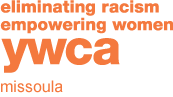 eliminating racism
empowering women
ywca
missoula